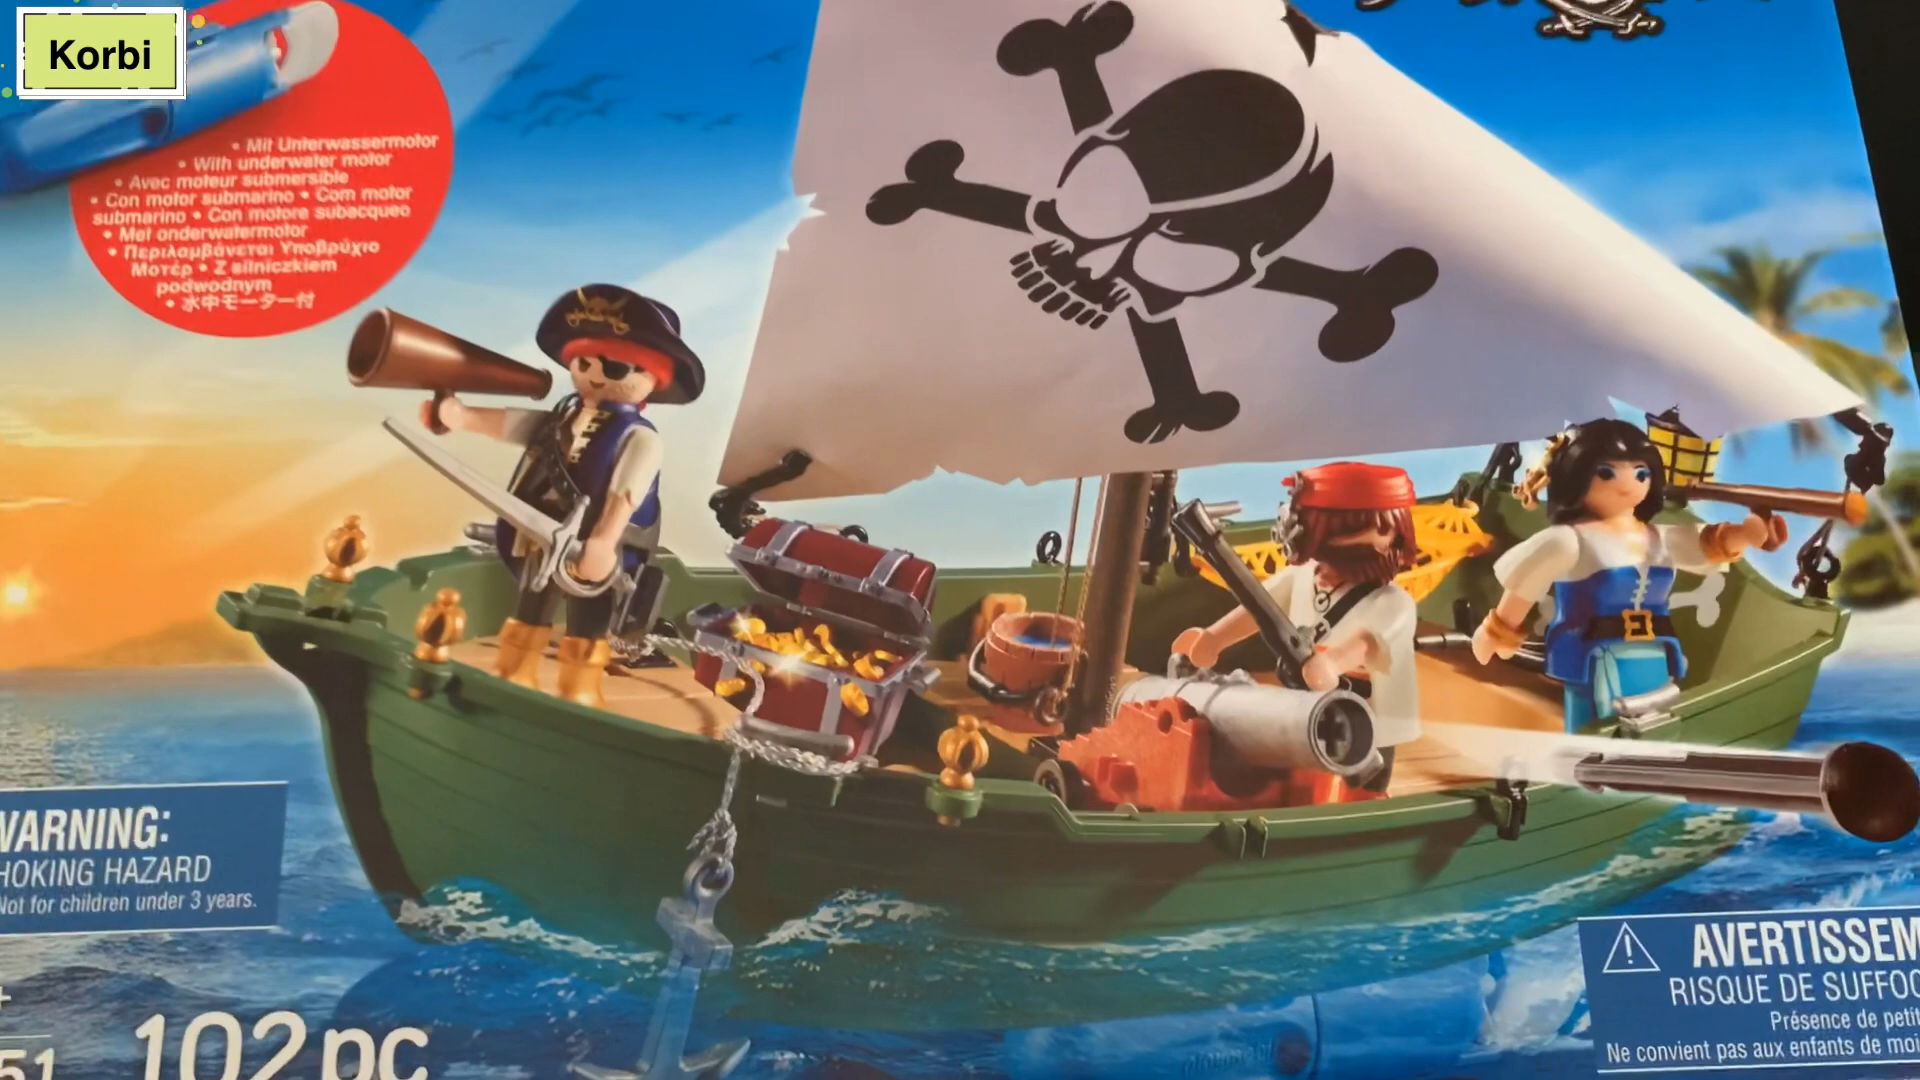 Korbi
• Mit Unterwassermotor
• With underwater motor
• Avec moteur submersible
• Con motor submarino • Com motor
submarino • Con motore subacqueo
• Met onderwatermotor
• Περιλαμβάνεται Υποβρύχιο
Μοτέρ • Z silniczkiem
podwodnym
• 水中モーター付
WARNING:
HOKING HAZARD
Not for children under 3 years.
51
102 pc
AVERTISSEM
RISQUE DE SUFFOC
Présence de petit
Ne convient pas aux enfants de moi